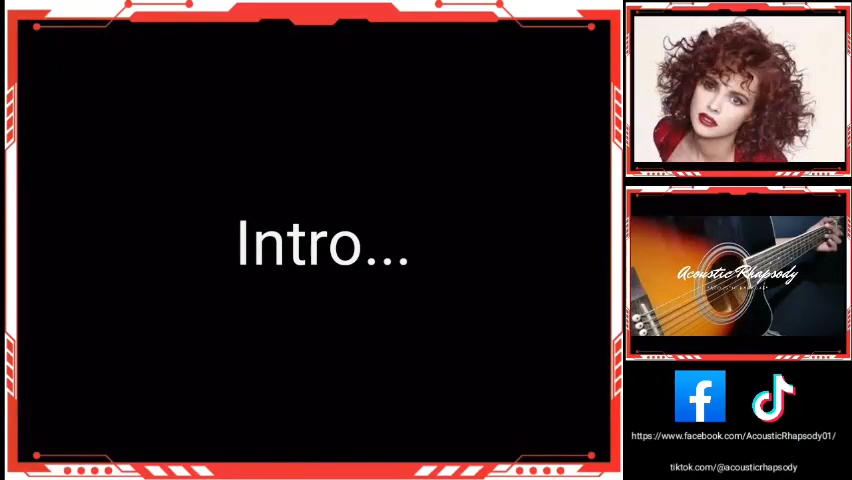 Intro...
Acoustic Rhapsody
https://www.facebook.com/AcousticRhapsody01/
tiktok.com/@acousticrhapsody